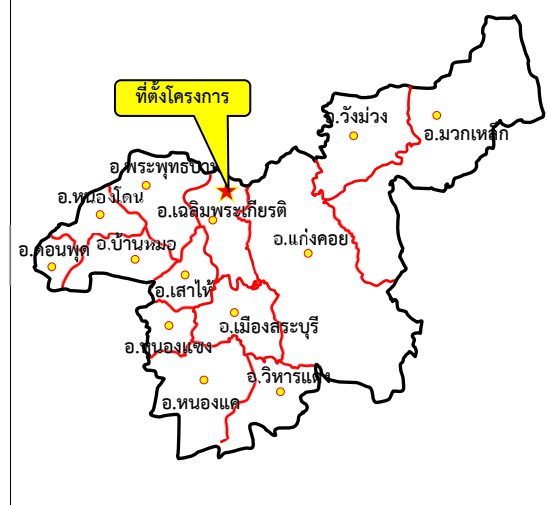 ที่ตั้งโครงการ
อ.วังม่วง
อ.มวกเหล็ก
อ.พระพุทธบาท
อ.หนองโดน
อ.เฉลิมพระเกียรติ
อ.ดอนพุด
อ.บ้านหมอ
อ.แก่งคอย
อ.เสาไห้
อ.เมืองสระบุรี
อ.หนองแซง
อ.วิหารแดง
อ.หนองแค